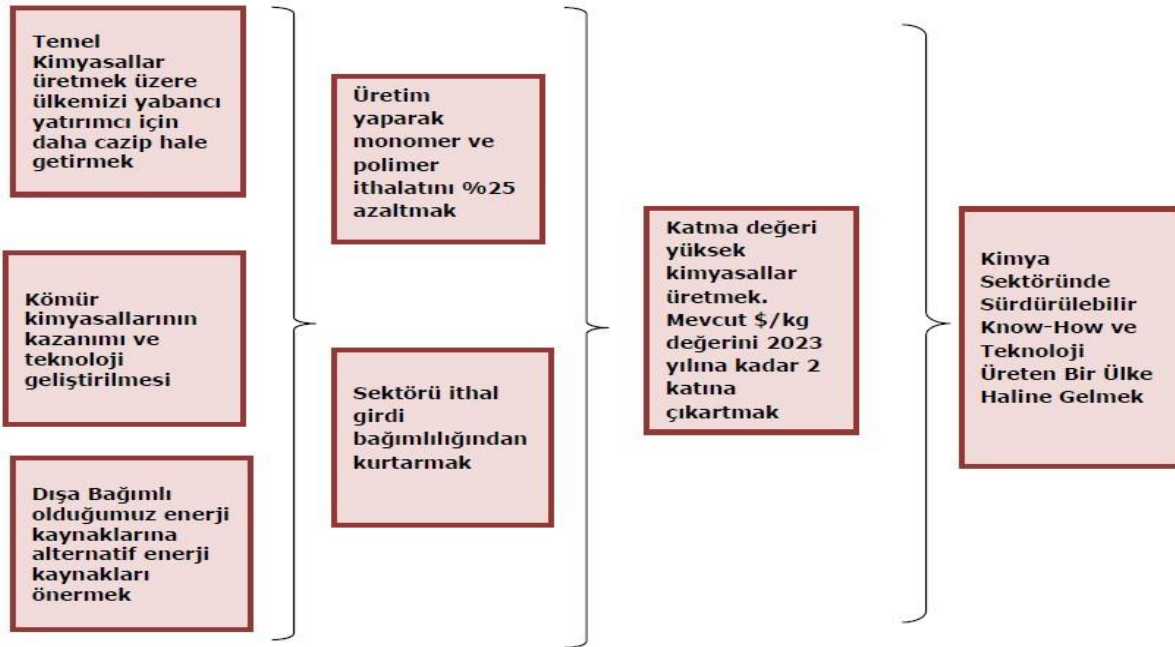 Temel
Kimyasallar
üretmek üzere
ülkemizi yabancı
yatırımcı için
daha cazip hale
getirmek
Kömür
kimyasallarının
kazanımı ve
teknoloji
geliştirilmesi
Dışa Bağımlı
olduğumuz enerji
kaynaklarına
alternatif enerji
kaynakları
önermek
Üretim
yaparak
monomer ve
polimer
ithalatını %25
azaltmak
Sektörü ithal
girdi
bağımlılığından
kurtarmak
Katma değeri
yüksek
kimyasallar
üretmek.
Mevcut $/kg
değerini 2023
yılına kadar 2
katına
çıkartmak
Kimya
Sektöründe
Sürdürülebilir
Know-How ve
Teknoloji
Üreten Bir Ülke
Haline Gelmek